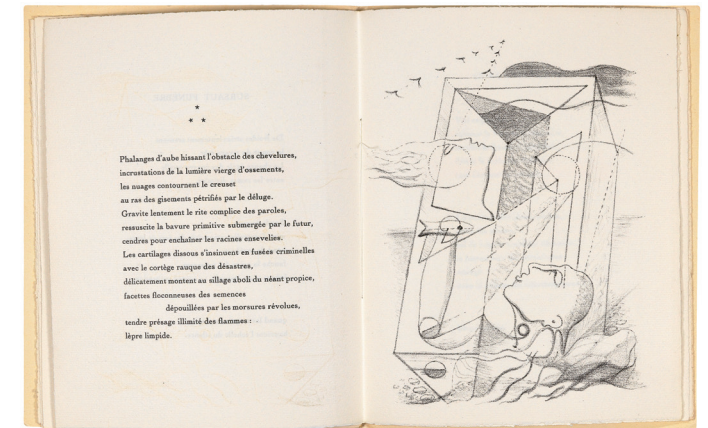 Phalanges d'aube hissant l'obstacle des chevelures,
incrustations de la lumière vierge d'ossements,
les nuages contournent le creuset
au ras des gisements pétrifiés par le déluge.
Gravite lentement le rite complice des paroles,
ressuscite la bavure primitive submergée par le futur,
cendres pour enchaîner les racines ensevelies.
Les cartilages dissous s'insinuent en fusées criminelles
avec le cortège rauque des désastres,
délicatement montent au sillage aboli du néant propice,
facettes floconneuses des semences
dépouillées par les morsures révolues,
tendre présage illimité des flammes :
lèpre limpide.